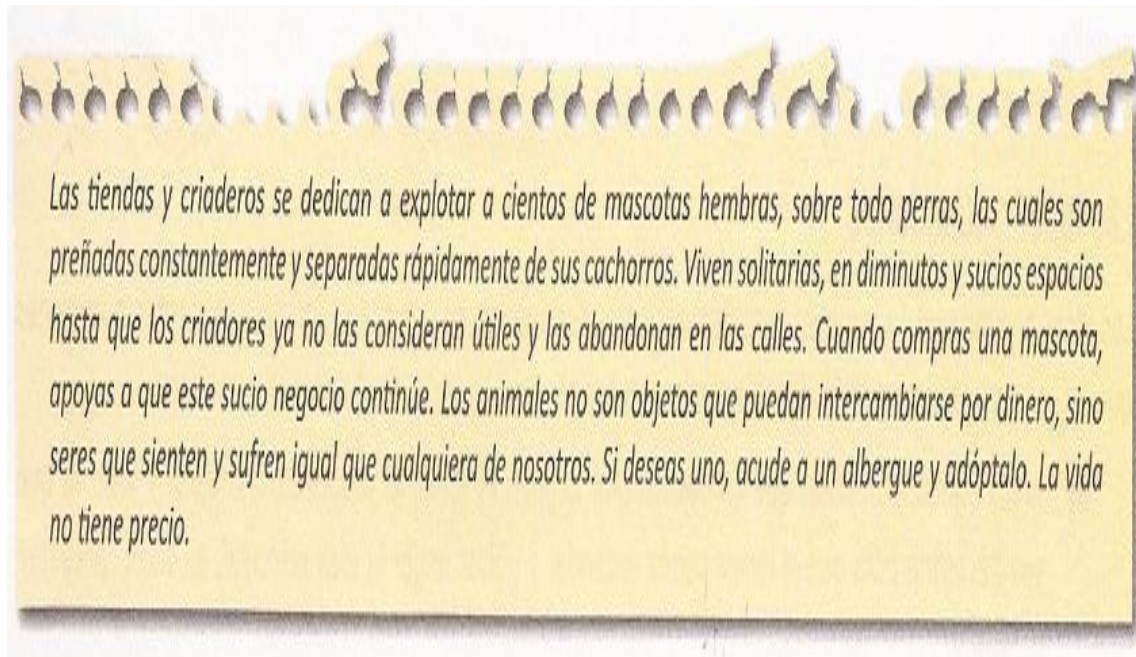 Las tiendas y criaderos se dedican a explotar a cientos de mascotas hembras, sobre todo perras, las cuales son
preñadas constantemente y separadas rápidamente de sus cachorros. Viven solitarias, en diminutos y sucios espacios
hasta que los criadores ya no las consideran útiles y las abandonan en las calles. Cuando compras una mascota,
apoyas a que este sucio negocio continúe. Los animales no son objetos que puedan intercambiarse por dinero, sino
seres que sienten y sufren igual que cualquiera de nosotros. Si deseas uno, acude a un albergue y adóptalo. La vida
no tiene precio.